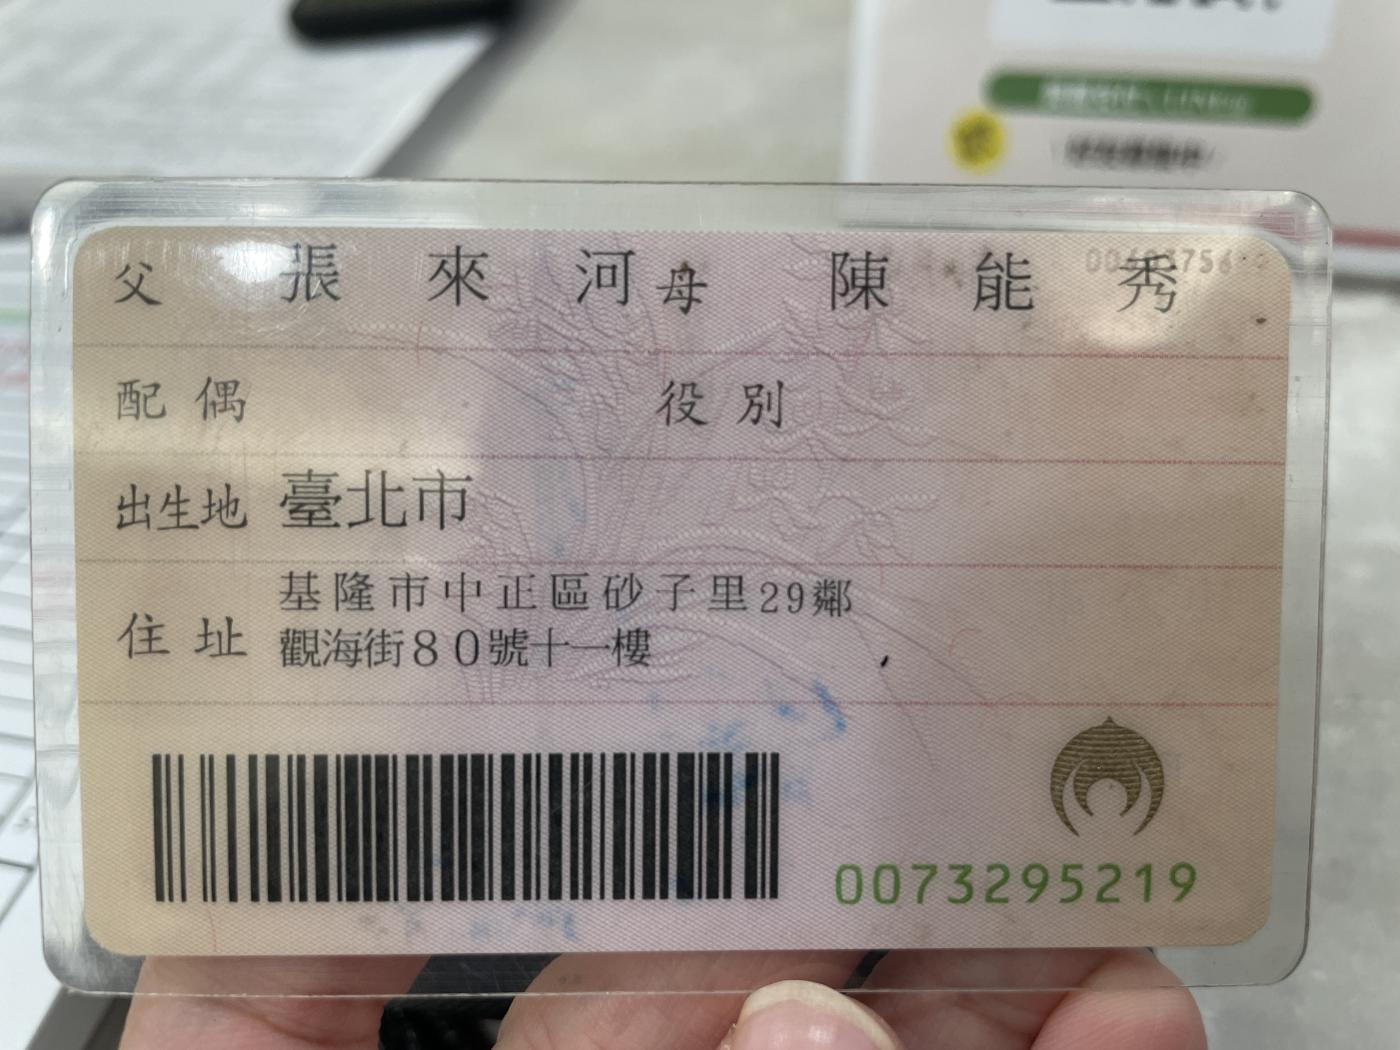 父 張來河 母 陳能秀
配偶 役別
出生地 臺北市
住址 基隆市中正區砂子里29鄰
觀海街80號十一樓
0073295219